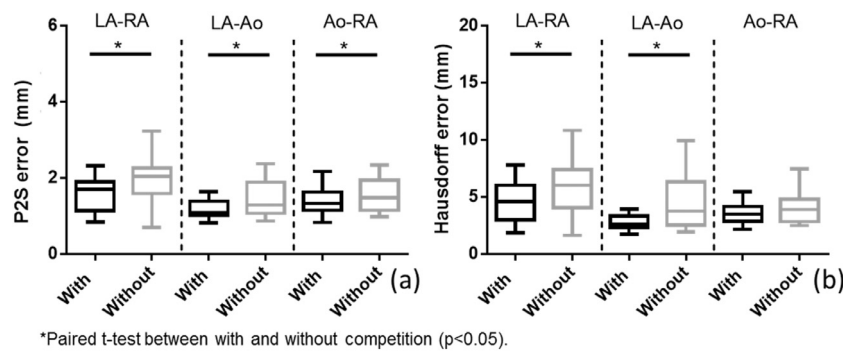 LA-RA LA-Ao Ao-RA
* * *
P2S error (mm)
6
4
2
0
With Without With Without With Without
(a)
LA-RA LA-Ao Ao-RA
* *
Hausdorff error (mm)
20
15
10
5
0
With Without With Without With Without
(b)
*Paired t-test between with and without competition (p<0.05).